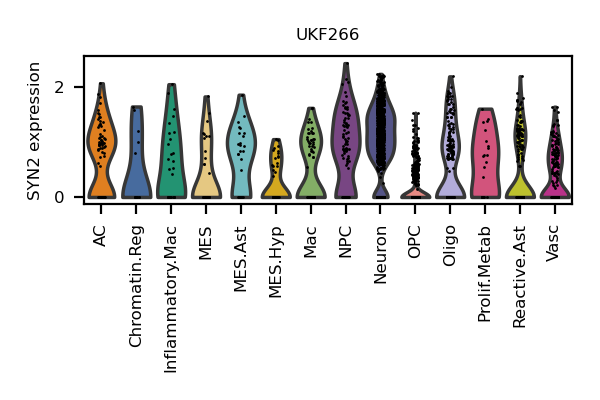 UKF266
SYN2 expression
2
0
AC
Chromatin.Reg
Inflammatory.Mac
MES
MES.Ast
MES.Hyp
Mac
NPC
Neuron
OPC
Oligo
Prolif.Metab
Reactive.Ast
Vasc